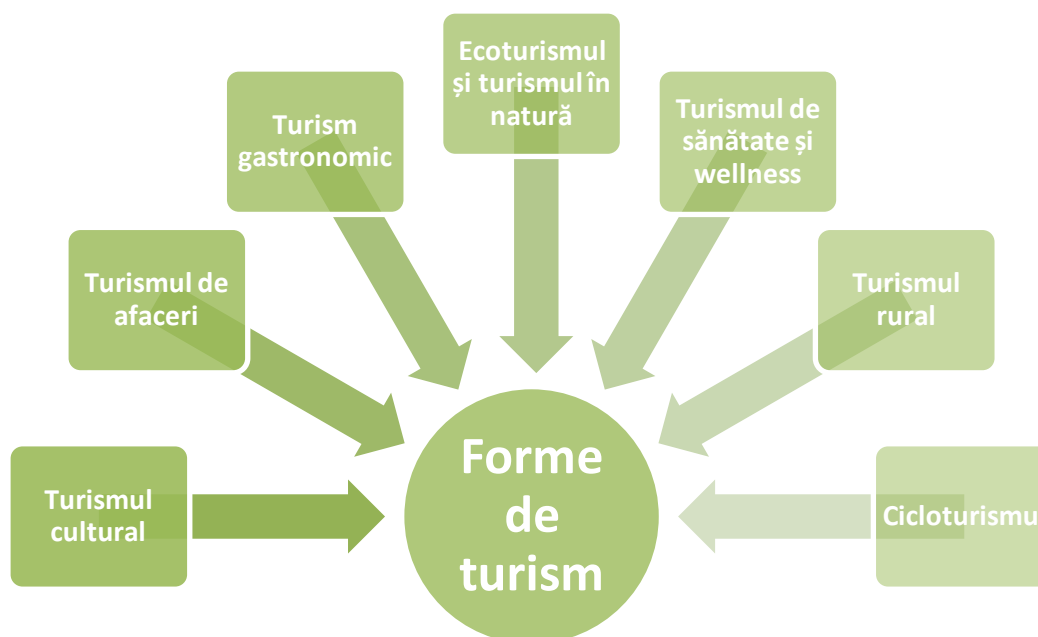 Ecoturismul
și turismul în
natură
Turism
gastronomic
Turismul de
sănătate și
wellness
Turismul de
afaceri
Turismul
rural
Turismul
cultural
Forme
de
turism
Cicloturismu